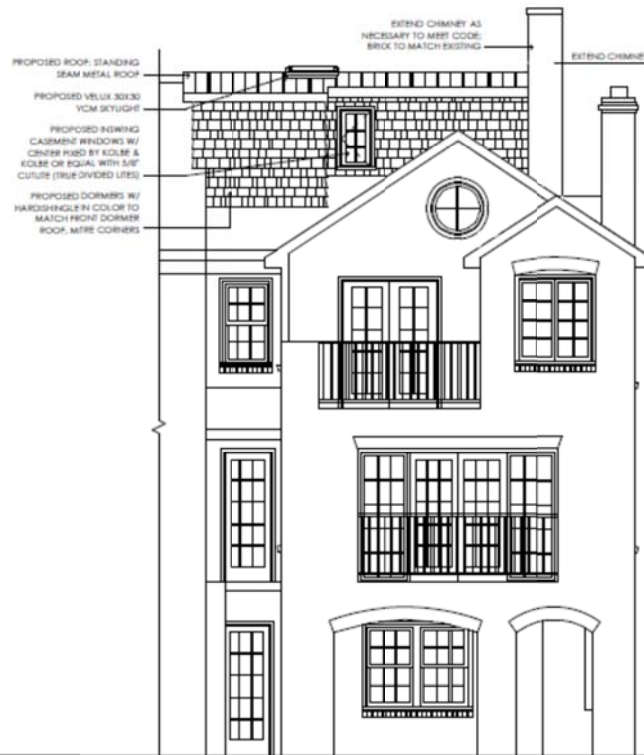 EXTEND CHIMNEY AS
NECESSARY TO MEET CODE;
BRICK TO MATCH EXISTING
EXTEND CHIMNE
PROPOSED ROOF: STANDING
SEAM METAL ROOF
PROPOSED VELUX 30X30
YCM SKYLIGHT
PROPOSED INSWING
CASEMENT WINDOWS W/
CENTER FIXED BY KOLBE &
KOLBE OR EQUAL WITH 5/8"
(TRUE DIVIDED LITES)
PROPOSED DORMERS W/
HARDISHINGLE IN COLOR TO
MATCH FRONT DORMER
ROOF, MITRE CORNERS